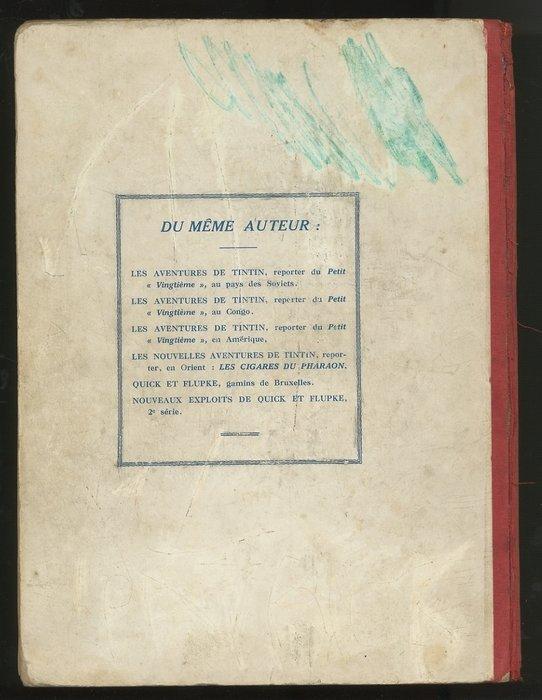 DU MÊME AUTEUR :
LES AVENTURES DE TINTIN, reporter du Petit
« Vingtième », au pays des Soviets.
LES AVENTURES DE TINTIN, reporter du Petit
« Vingtième », au Congo.
LES AVENTURES DE TINTIN, reporter du Petit
« Vingtième », en Amérique,
LES NOUVELLES AVENTURES DE TINTIN, repor-
ter, en Orient : LES CIGARES DU PHARAON.
QUICK ET FLUPKE, gamins de Bruxelles.
NOUVEAUX EXPLOITS DE QUICK ET FLUPKE,
2e série.